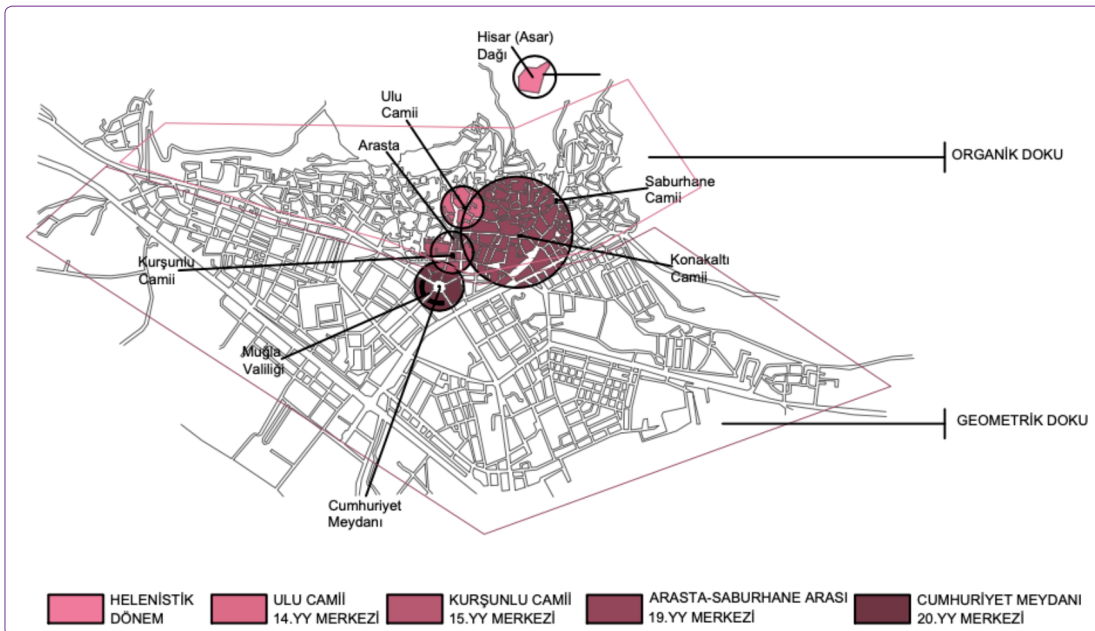 Hisar (Asar)
Dağı
Ulu
Camii
Arasta
ORGANİK DOKU
Saburhane
Camii
Kurşunlu
Camii
Konakaltı
Camii
Muğla
Valiliği
GEOMETRİK DOKU
Cumhuriyet
Meydanı
HELENİSTİK
DÖNEM
ULU CAMİİ
14.YY MERKEZİ
KURŞUNLU CAMİİ
15.YY MERKEZİ
ARASTA-SABURHANE ARASI
19.YY MERKEZİ
CUMHURİYET MEYDANI
20.YY MERKEZİ